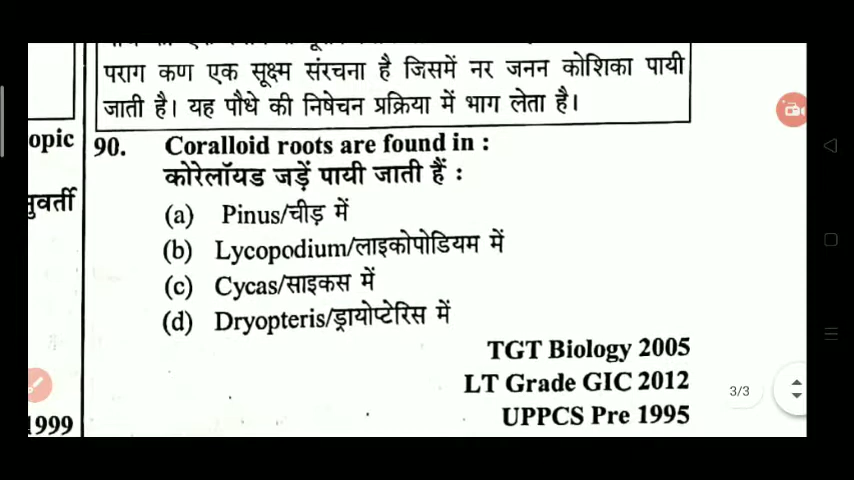 पराग कण एक सूक्ष्म संरचना है जिसमें नर जनन कोशिका पायी
जाती है। यह पौधे की निषेचन प्रक्रिया में भाग लेता है।
opic
मुवर्ती
1999
90. Coralloid roots are found in :
कोरेलॉयड जड़ें पायी जाती हैं :
(a) Pinus/चीड़ में
(b) Lycopodium/लाइकोपोडियम में
(c) Cycas/साइकस में
(d) Dryopteris/ड्रायोप्टेरिस में
TGT Biology 2005
LT Grade GIC 2012
UPPCS Pre 1995
3/3